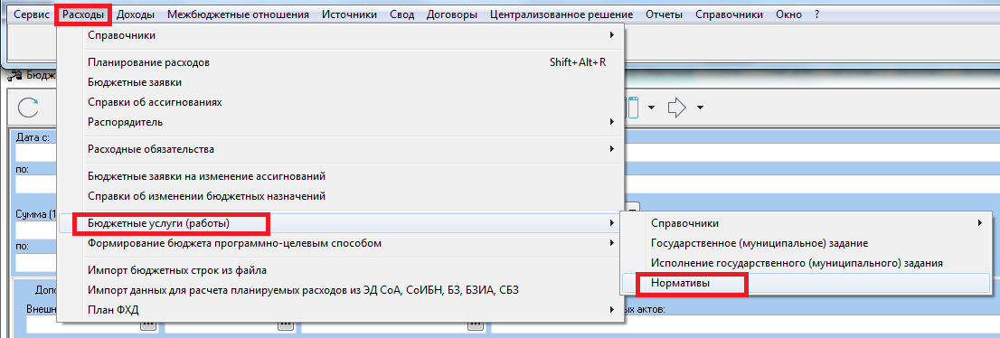 Сервис Расходы Доходы Межбюджетные отношения Источники Свод Договоры Централизованное решение Отчеты Справочники Окно ?
Справочники
Планирование расходов Shift+Alt+R
Бюджетные заявки
Справки об ассигнованиях
Распорядитель
Расходные обязательства
Бюджетные заявки на изменение ассигнований
Справки об изменении бюджетных назначений
Бюджетные услуги (работы)
Формирование бюджета программно-целевым способом
Импорт бюджетных строк из файла
Импорт данных для расчета планируемых расходов из ЭД СоА, СоИБН, БЗ, БЗИА, СБЗ
План ФХД
Справочники
Государственное (муниципальное) задание
Исполнение государственного (муниципального) задания
Нормативы
Дата с:
по:
Сумма (1
по:
актов: